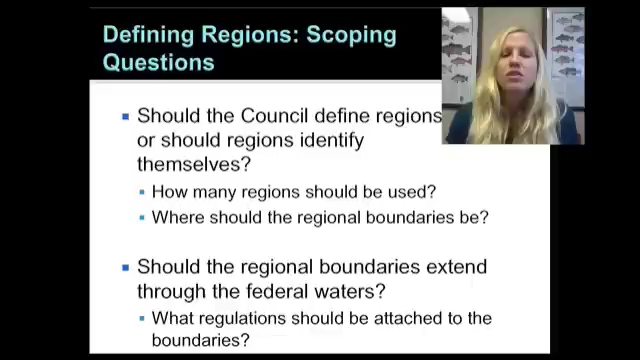 Defining Regions: Scoping
Questions
Should the Council define regions
or should regions identify
themselves?
How many regions should be used?
Where should the regional boundaries be?
Should the regional boundaries extend
through the federal waters?
What regulations should be attached to the
boundaries?